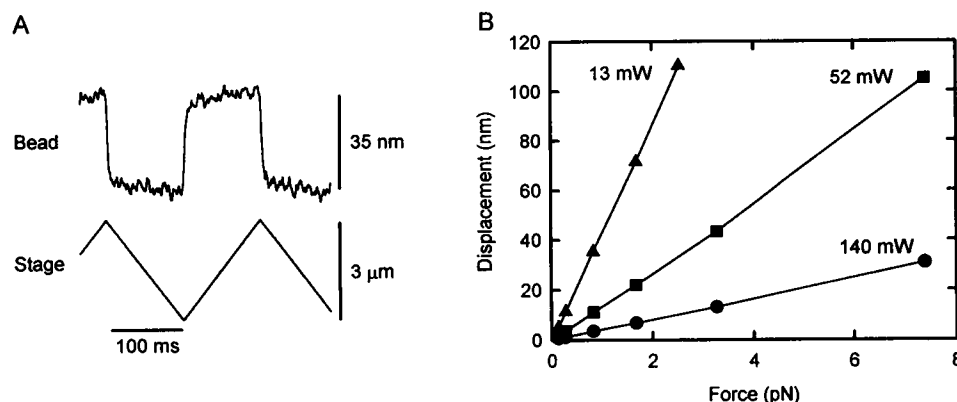 A
Bead
35 nm
Stage
3 μm
100 ms
B
120
100
80
60
40
20
0
Displacement (nm)
13 mW
52 mW
140 mW
0
2
4
6
8
Force (pN)